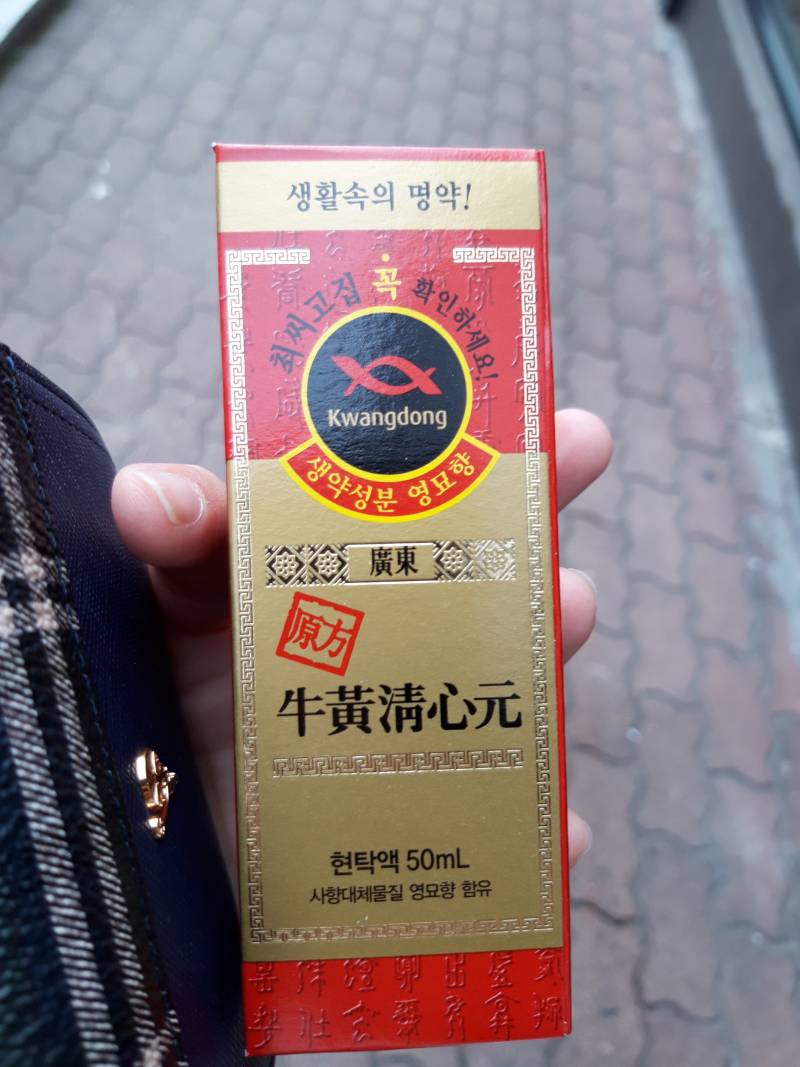 생활속의 명약!
최씨고집 꼭 확인하세요!
Kwangdong
생약성분 영묘향
廣東
原方
牛黃淸心元
현탁액 50mL
사향대체물질 영묘향 함유